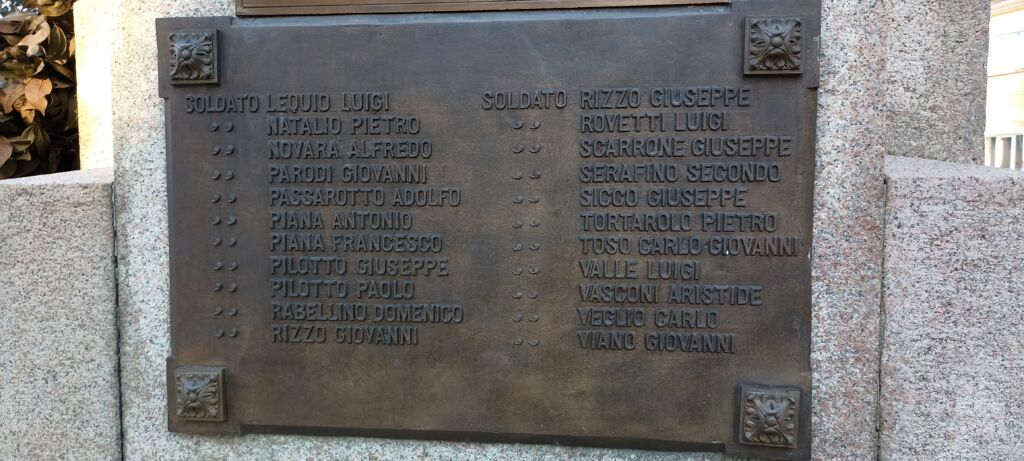 SOLDATO LEQUIO LUIGI
,, NATALIO PIETRO
,, NOVARA ALFREDO
,, PARODI GIOVANNI
,, PASSAROTTO ADOLFO
,, PIANA ANTONIO
,, PIANA FRANCESCO
,, PILOTTO GIUSEPPE
,, PILOTTO PAOLO
,, RABELLINO DOMENICO
,, RIZZO GIOVANNI
SOLDATO RIZZO GIUSEPPE
,, ROVETTI LUIGI
,, SCARRONE GIUSEPPE
,, SERAFINO SECONDO
,, SICCO GIUSEPPE
,, TORTAROLO PIETRO
,, TOSO CARLO GIOVANNI
,, VALLE LUIGI
,, VASCONI ARISTIDE
,, VEGLIO CARLO
,, VIANO GIOVANNI